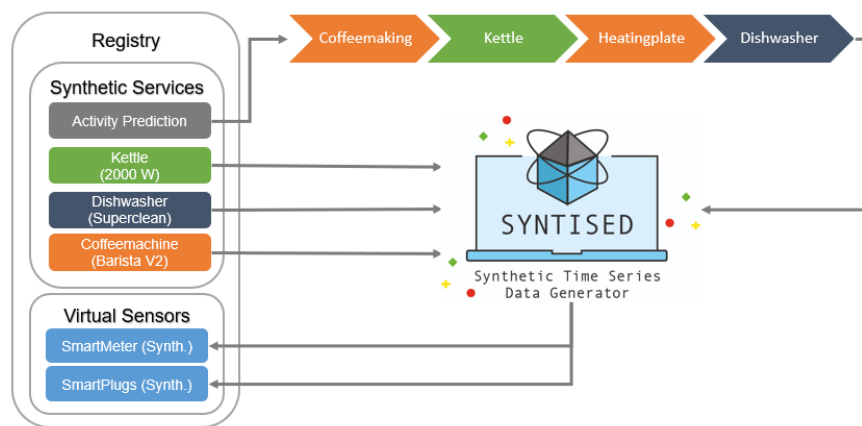 Registry
Synthetic Services
Activity Prediction
Kettle
(2000 W)
Dishwasher
(Superclean)
Coffeemachine
(Barista V2)
Virtual Sensors
SmartMeter (Synth.)
SmartPlugs (Synth.)
Coffeemaking
Kettle
Heatingplate
Dishwasher
SYNTISED
Synthetic Time Series
Data Generator